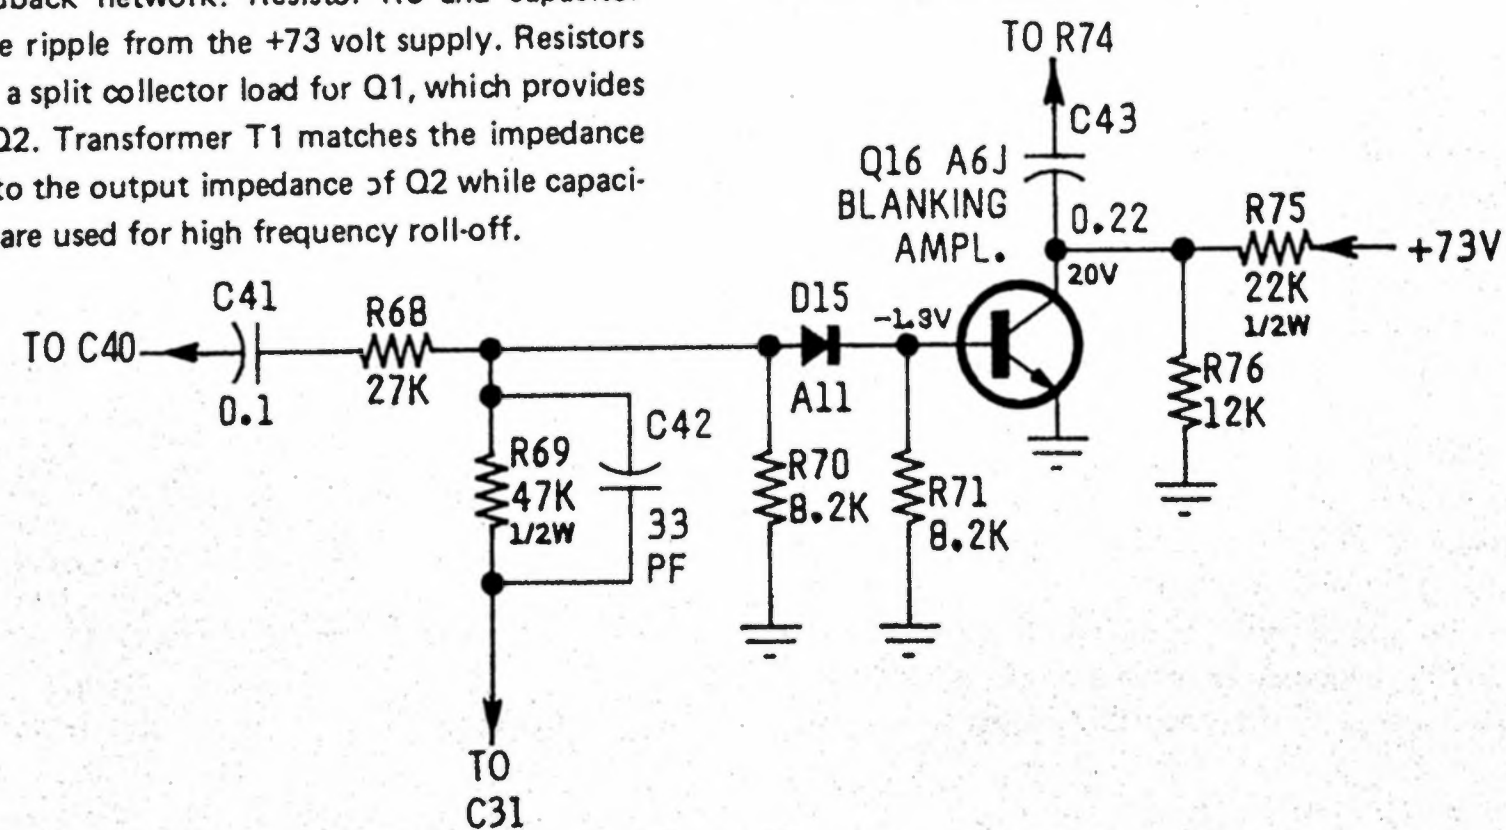 e ripple from the +73 volt supply. Resistors
a split collector load for Q1, which provides
Q2. Transformer T1 matches the impedance
to the output impedance of Q2 while capaci-
are used for high frequency roll-off.
TO R74
C43
0.22
Q16 A6J
BLANKING
AMPL.
20V
R75
22K
1/2W
+73V
R76
12K
C41
0.1
TO C40
R68
27K
D15
A11
C42
33
PF
R69
47K
1/2W
R70
8.2K
R71
8.2K
TO
C31